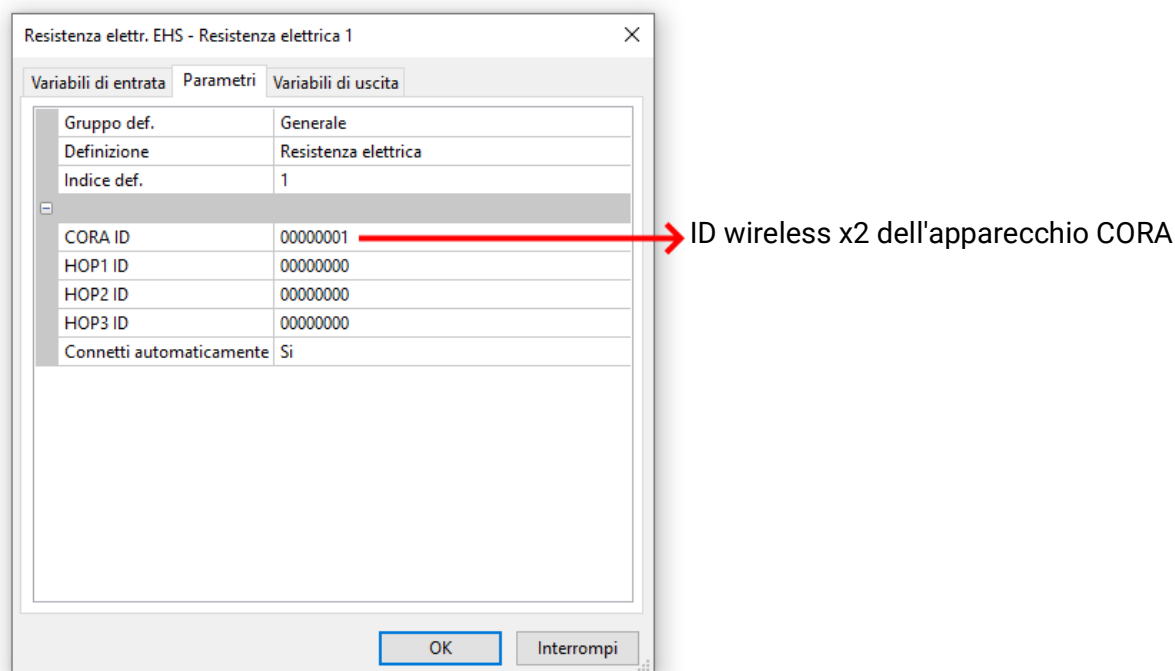 Resistenza elettr. EHS - Resistenza elettrica 1
Variabili di entrata Parametri Variabili di uscita
Gruppo def. Generale
Definizione Resistenza elettrica
Indice def. 1
CORA ID 00000001 ID wireless x2 dell'apparecchio CORA
HOP1 ID 00000000
HOP2 ID 00000000
HOP3 ID 00000000
Connetti automaticamente Si
OK Interrompi